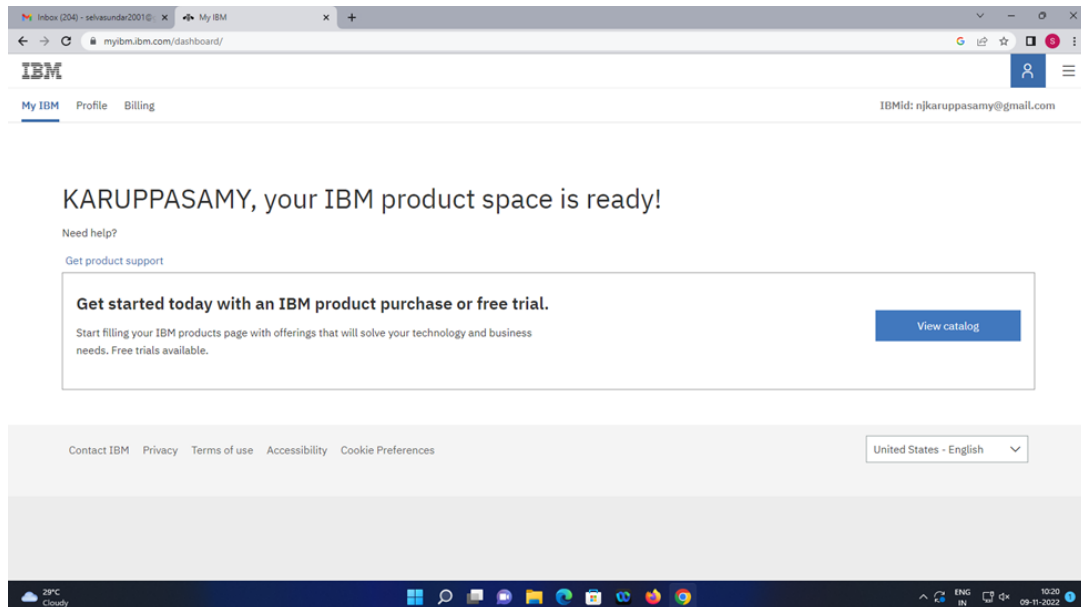 Inbox (204) - selvasundar2001@
My IBM
myibm.ibm.com/dashboard/
G
S
IBM
My IBM Profile Billing
IBMid: njkaruppasamy@gmail.com
KARUPPASAMY, your IBM product space is ready!
Need help?
Get product support
Get started today with an IBM product purchase or free trial.
Start filling your IBM products page with offerings that will solve your technology and business
needs. Free trials available.
View catalog
Contact IBM Privacy Terms of use Accessibility Cookie Preferences
United States - English
29°C
Cloudy
ENG
IN
10:20
09-11-2022
1